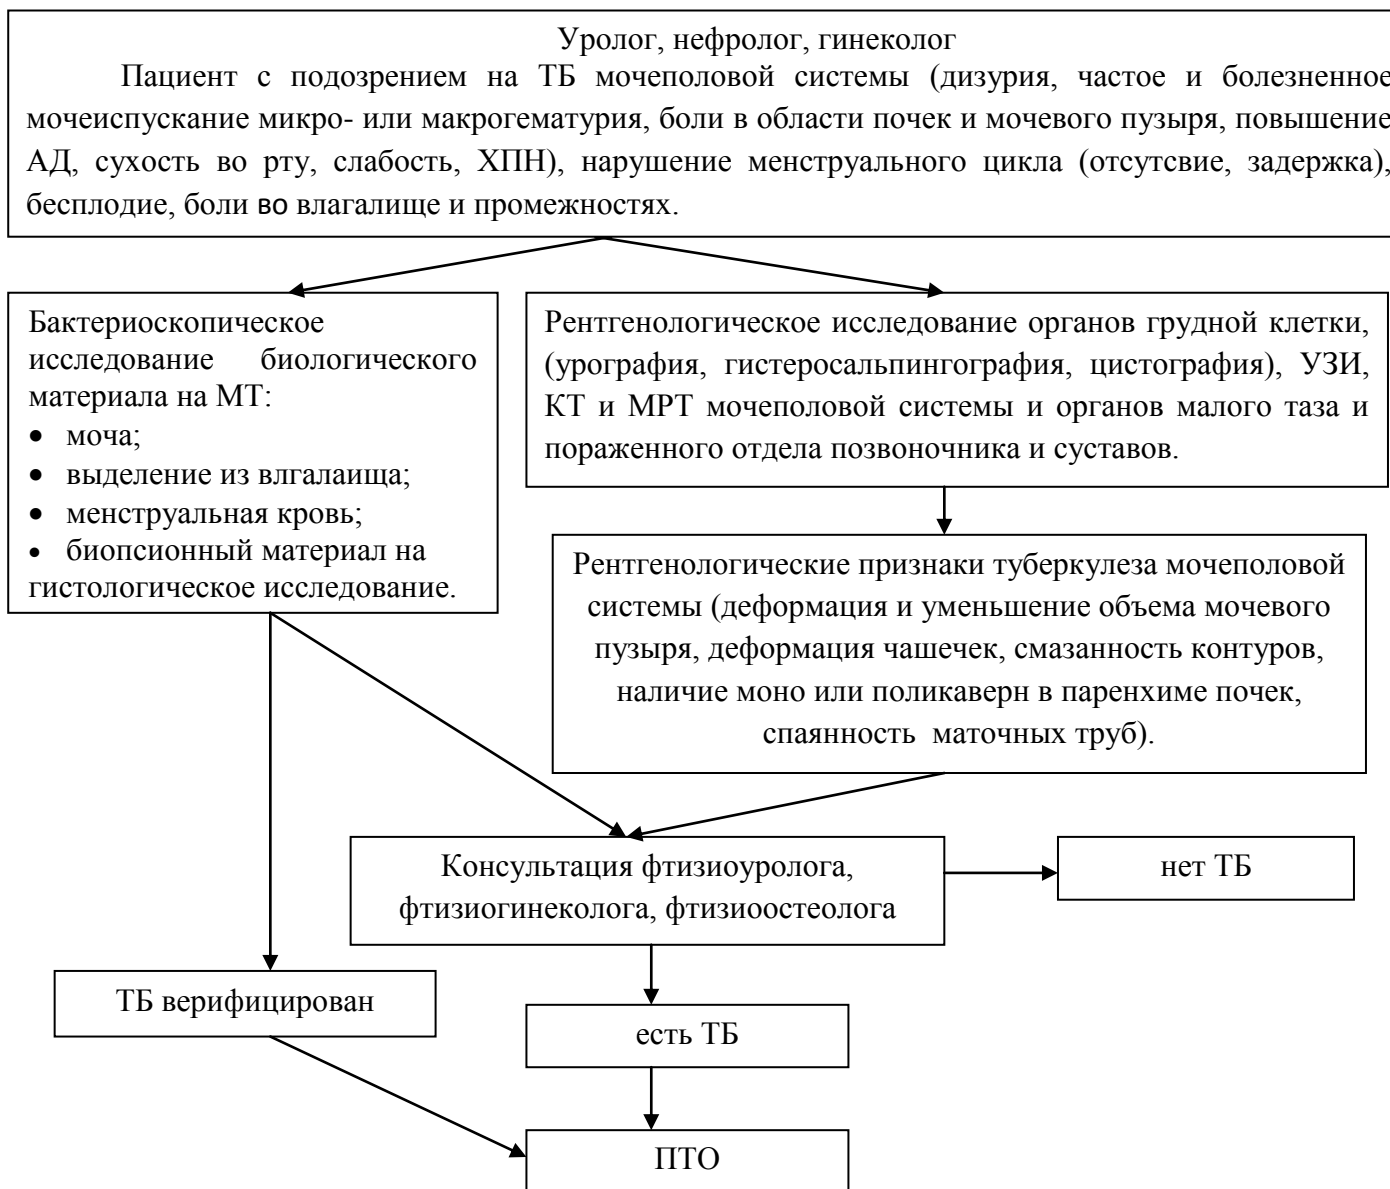 Уролог, нефролог, гинеколог
Пациент с подозрением на ТБ мочеполовой системы (дизурия, частое и болезненное
мочеиспускание микро- или макрогематурия, боли в области почек и мочевого пузыря, повышение
АД, сухость во рту, слабость, ХПН), нарушение менструального цикла (отсутсвие, задержка),
бесплодие, боли во влагалище и промежностях.
Бактериоскопическое
исследование биологического
материала на МТ:
• моча;
• выделение из влгалаища;
• менструальная кровь;
• биопсионный материал на
гистологическое исследование.
Рентгенологическое исследование органов грудной клетки,
(урография, гистеросальпингография, цистография), УЗИ,
КТ и МРТ мочеполовой системы и органов малого таза и
пораженного отдела позвоночника и суставов.
Рентгенологические признаки туберкулеза мочеполовой
системы (деформация и уменьшение объема мочевого
пузыря, деформация чашечек, смазанность контуров,
наличие моно или поликаверн в паренхиме почек,
спаянность маточных труб).
Консультация фтизиоуролога,
фтизиогинеколога, фтизиоостеолога
нет ТБ
ТБ верифицирован
есть ТБ
ПТО